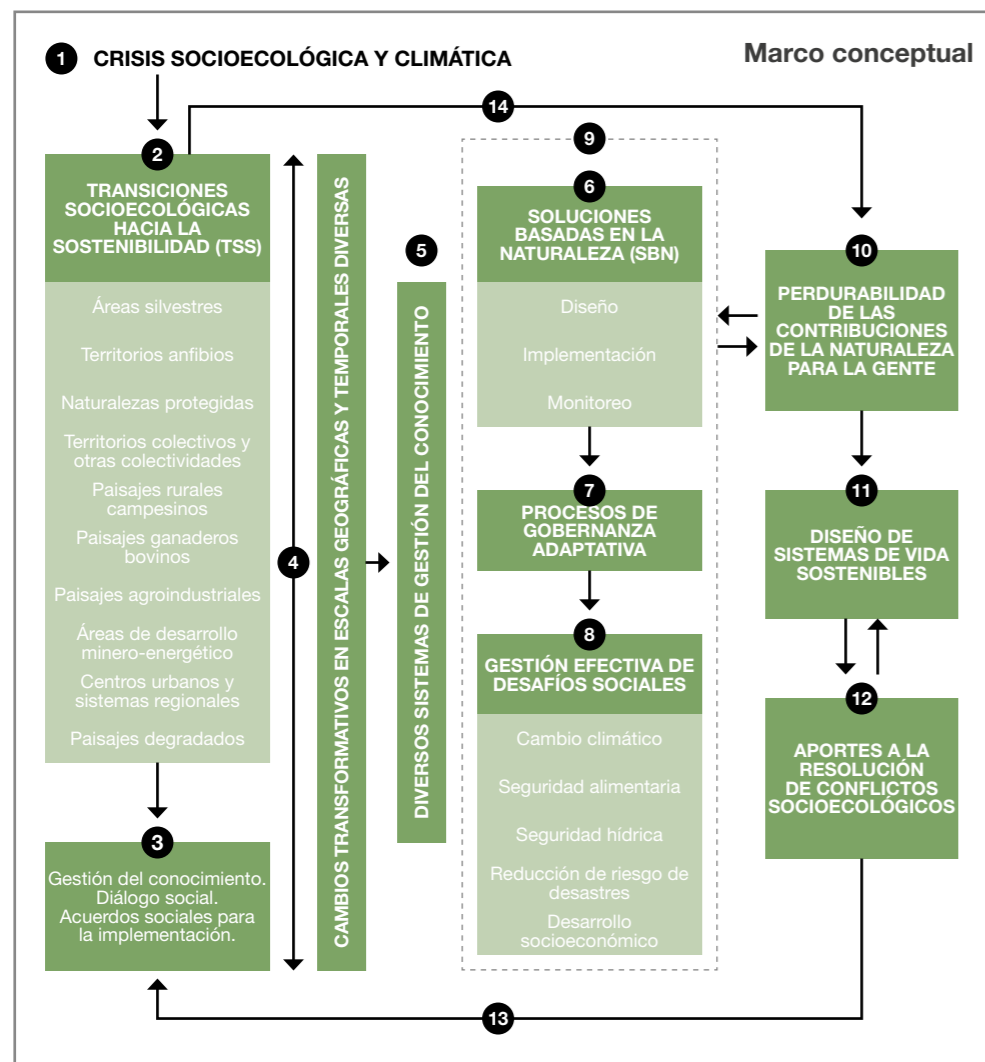 Marco conceptual
1 CRISIS SOCIOECOLÓGICA Y CLIMÁTICA
14
2
TRANSICIONES
SOCIOECOLÓGICAS
HACIA LA
SOSTENIBILIDAD (TSS)
Áreas silvestres
Territorios anfibios
Naturalezas protegidas
Territorios colectivos y
otras colectividades
Paisajes rurales
campesinos
Paisajes ganaderos
bovinos
Paisajes agroindustriales
Áreas de desarrollo
minero-energético
Centros urbanos y
sistemas regionales
Paisajes degradados
3
Gestión del conocimiento.
Diálogo social.
Acuerdos sociales para
la implementación.
4
CAMBIOS TRANSFORMATIVOS EN ESCALAS GEOGRÁFICAS Y TEMPORALES DIVERSAS
5
DIVERSOS SISTEMAS DE GESTIÓN DEL CONOCIMIENTO
9
6
SOLUCIONES
BASADAS EN LA
NATURALEZA (SBN)
Diseño
Implementación
Monitoreo
7
PROCESOS DE
GOBERNANZA
ADAPTATIVA
8
GESTIÓN EFECTIVA DE
DESAFÍOS SOCIALES
Cambio climático
Seguridad alimentaria
Seguridad hídrica
Reducción de riesgo de
desastres
Desarrollo
socioeconómico
10
PERDURABILIDAD
DE LAS
CONTRIBUCIONES
DE LA NATURALEZA
PARA LA GENTE
11
DISEÑO DE
SISTEMAS DE VIDA
SOSTENIBLES
12
APORTES A LA
RESOLUCIÓN
DE CONFLICTOS
SOCIOECOLÓGICOS
13